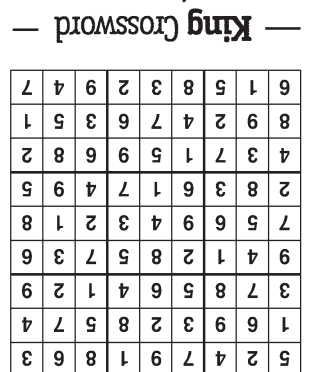 5 2 4 7 9 1 8 6 3
1 6 9 3 2 8 5 7 4
3 7 8 5 6 4 1 2 9
9 4 1 2 8 5 7 3 6
7 5 6 9 4 3 2 1 8
2 8 3 6 1 7 4 9 5
4 3 7 1 5 9 6 8 2
8 9 2 4 7 6 3 5 1
6 1 5 8 3 2 9 4 7
— King Crossword —